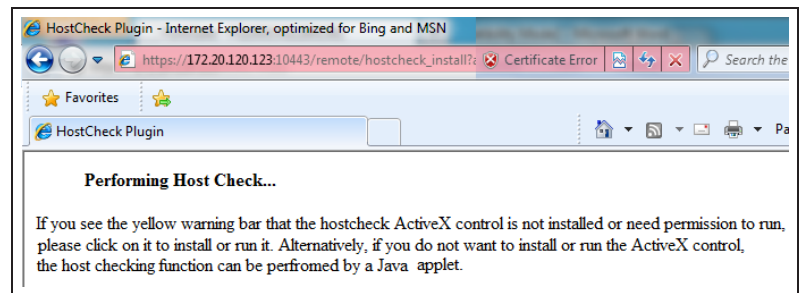 HostCheck Plugin - Internet Explorer, optimized for Bing and MSN
https://172.20.120.123:10443/remote/hostcheck_install? Certificate Error Search the
Favorites
HostCheck Plugin
Performing Host Check...
If you see the yellow warning bar that the hostcheck ActiveX control is not installed or need permission to run,
please click on it to install or run it. Alternatively, if you do not want to install or run the ActiveX control,
the host checking function can be perfromed by a Java applet.